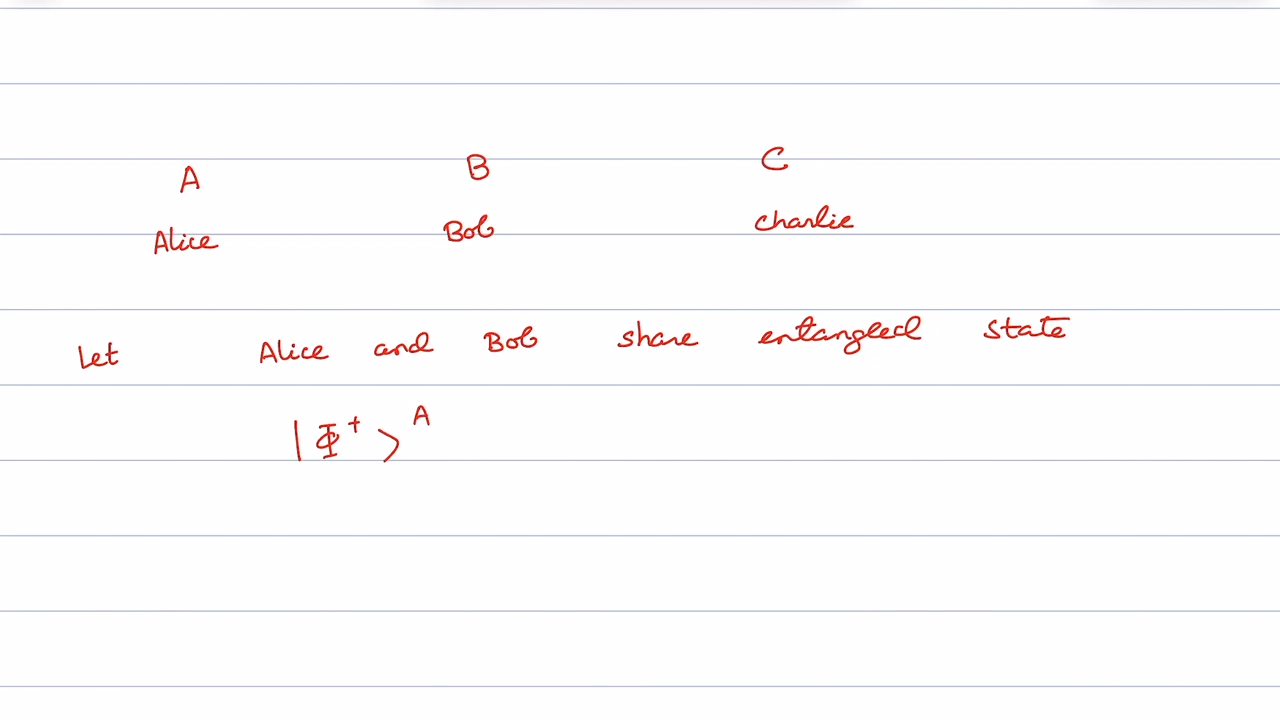 A B C
Alice Bob Charlie
Let Alice and Bob share entangled state
|Φ⁺⟩ᴬ